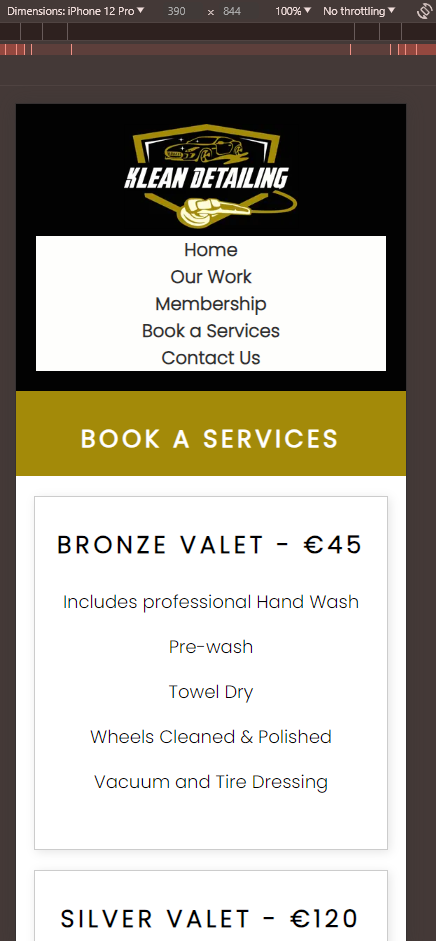 Dimensions: iPhone 12 Pro 390 × 844 100% No throttling
KLEAN DETAILING
Home
Our Work
Membership
Book a Services
Contact Us
BOOK A SERVICES
BRONZE VALET - €45
Includes professional Hand Wash
Pre-wash
Towel Dry
Wheels Cleaned & Polished
Vacuum and Tire Dressing
SILVER VALET - €120